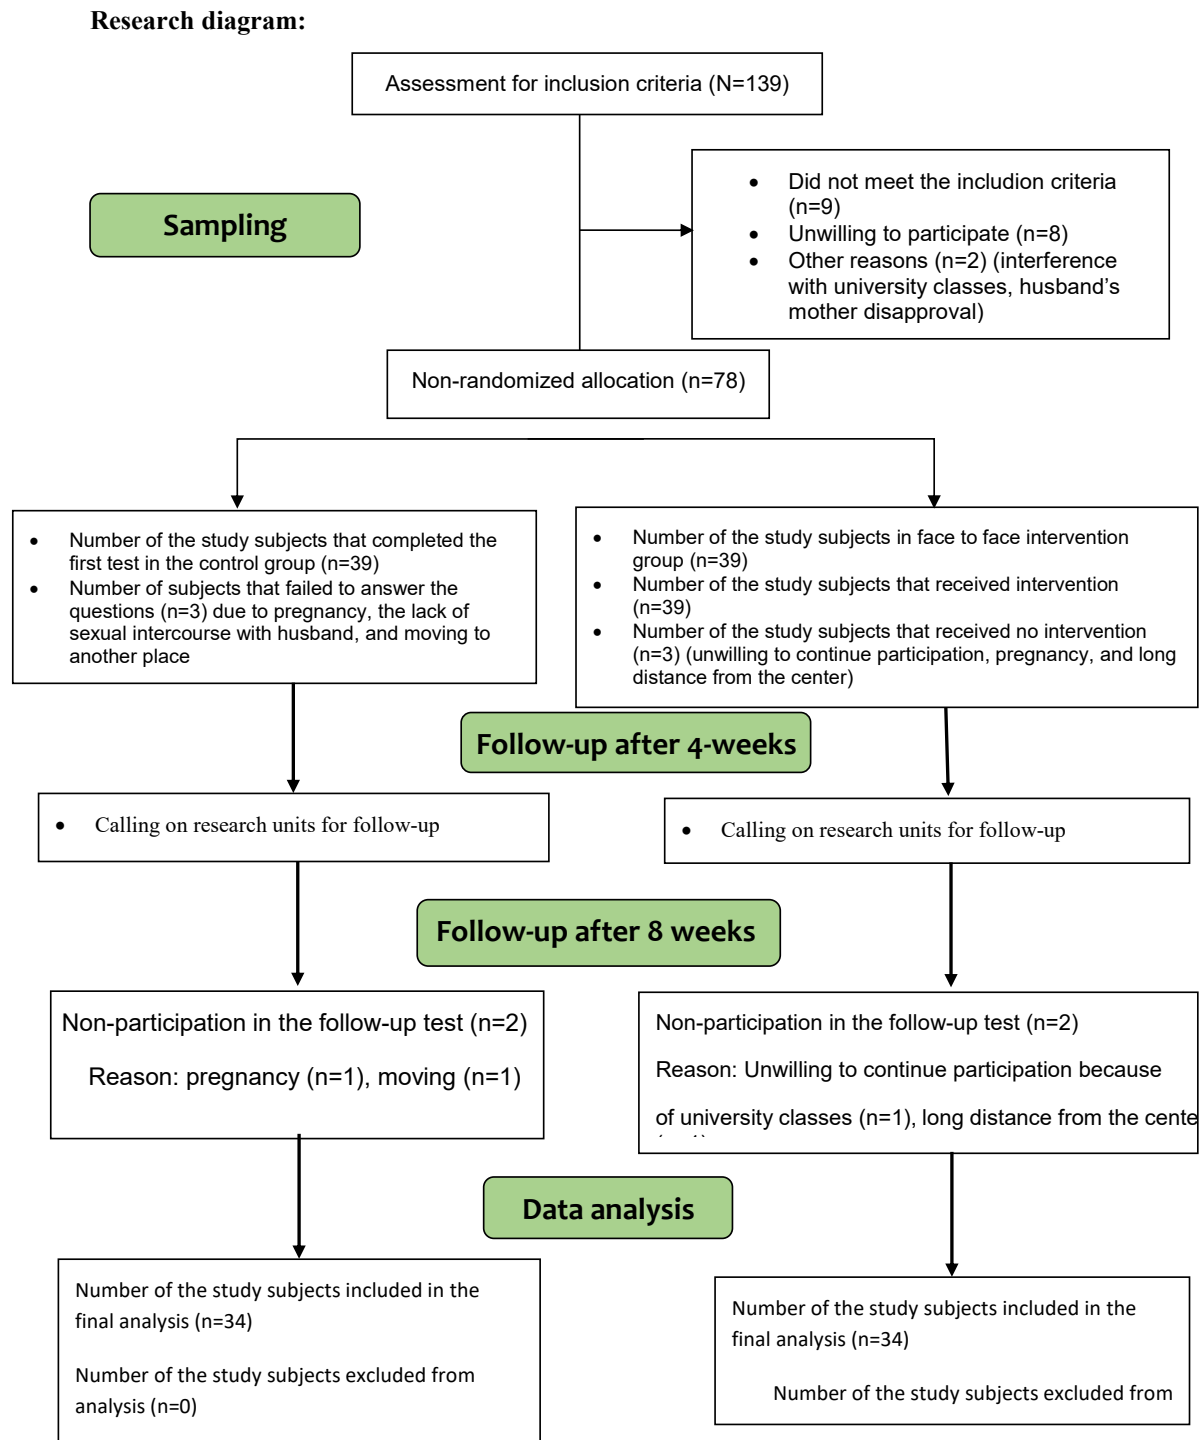 Research diagram:
Assessment for inclusion criteria (N=139)
• Did not meet the includion criteria
(n=9)
• Unwilling to participate (n=8)
• Other reasons (n=2) (interference
with university classes, husband's
mother disapproval)
Sampling
Non-randomized allocation (n=78)
• Number of the study subjects that completed the
first test in the control group (n=39)
• Number of subjects that failed to answer the
questions (n=3) due to pregnancy, the lack of
sexual intercourse with husband, and moving to
another place
• Number of the study subjects in face to face intervention
group (n=39)
• Number of the study subjects that received intervention
(n=39)
• Number of the study subjects that received no intervention
(n=3) (unwilling to continue participation, pregnancy, and long
distance from the center)
Follow-up after 4-weeks
• Calling on research units for follow-up
• Calling on research units for follow-up
Follow-up after 8 weeks
Non-participation in the follow-up test (n=2)
Reason: pregnancy (n=1), moving (n=1)
Non-participation in the follow-up test (n=2)
Reason: Unwilling to continue participation because
of university classes (n=1), long distance from the cente
Data analysis
Number of the study subjects included in the
final analysis (n=34)
Number of the study subjects excluded from
analysis (n=0)
Number of the study subjects included in the
final analysis (n=34)
Number of the study subjects excluded from